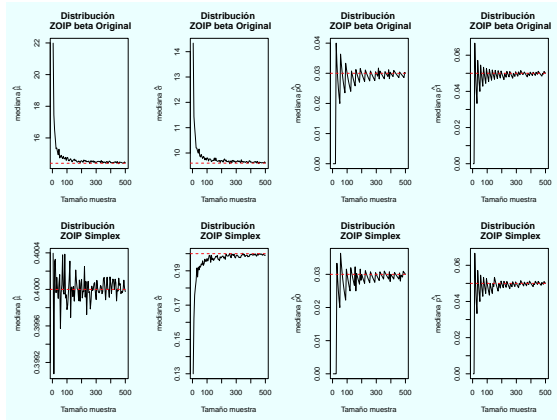 Distribución
ZOIP beta Original
mediana μ̂
16 18 20 22
0 100 300 500
Tamaño muestra
Distribución
ZOIP beta Original
mediana σ̂
10 11 12 13 14
0 100 300 500
Tamaño muestra
Distribución
ZOIP beta Original
mediana p̂0
0.00 0.01 0.02 0.03 0.04
0 100 300 500
Tamaño muestra
Distribución
ZOIP beta Original
mediana p̂1
0.00 0.02 0.04 0.06
0 100 300 500
Tamaño muestra
Distribución
ZOIP Simplex
mediana μ̂
0.3992 0.3996 0.4000 0.4004
0 100 300 500
Tamaño muestra
Distribución
ZOIP Simplex
mediana σ̂
0.13 0.15 0.17 0.19
0 100 300 500
Tamaño muestra
Distribución
ZOIP Simplex
mediana p̂0
0.00 0.01 0.02 0.03
0 100 300 500
Tamaño muestra
Distribución
ZOIP Simplex
mediana p̂1
0.00 0.02 0.04 0.06
0 100 300 500
Tamaño muestra